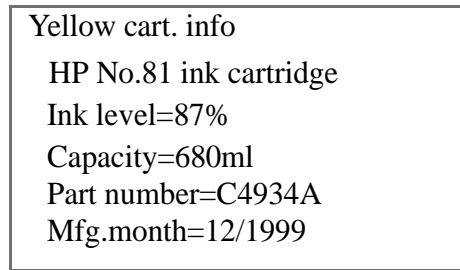 Yellow cart. info
HP No.81 ink cartridge
Ink level=87%
Capacity=680ml
Part number=C4934A
Mfg.month=12/1999